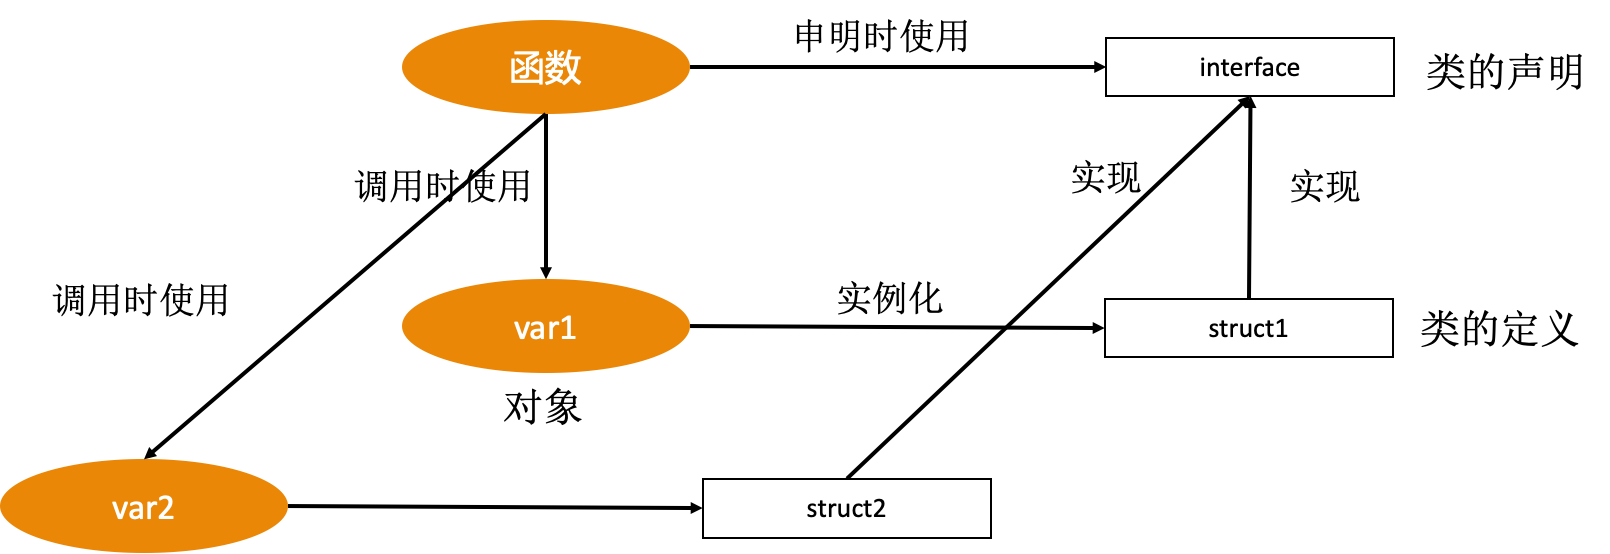 申明时使用
函数
interface
类的声明
调用时使用
实现
实现
调用时使用
实例化
var1
struct1
类的定义
对象
var2
struct2